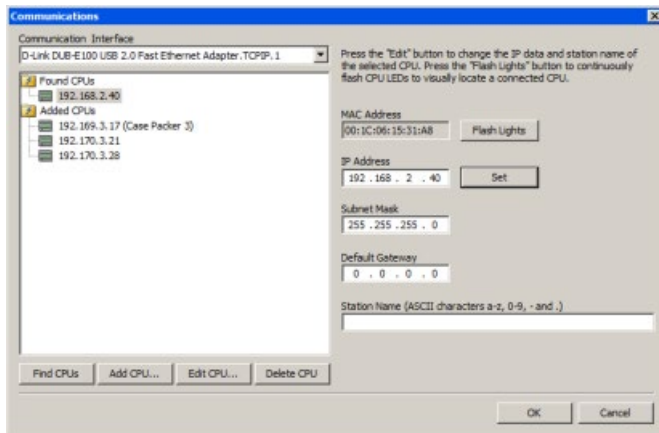 Communications
Communication Interface
D-Link DUB-E100 USB 2.0 Fast Ethernet Adapter.TCPIP.1
Found CPUs
192.168.2.40
Added CPUs
192.169.3.17 (Case Packer 3)
192.170.3.21
192.170.3.28
Find CPUs
Add CPU...
Edit CPU...
Delete CPU
Press the "Edit" button to change the IP data and station name of
the selected CPU. Press the "Flash Lights" button to continuously
flash CPU LEDs to visually locate a connected CPU.
MAC Address
00:1C:06:15:31:A8
Flash Lights
IP Address
192 . 168 . 2 . 40
Set
Subnet Mask
255 . 255 . 255 . 0
Default Gateway
0 . 0 . 0 . 0
Station Name (ASCII characters a-z, 0-9, - and .)
OK
Cancel